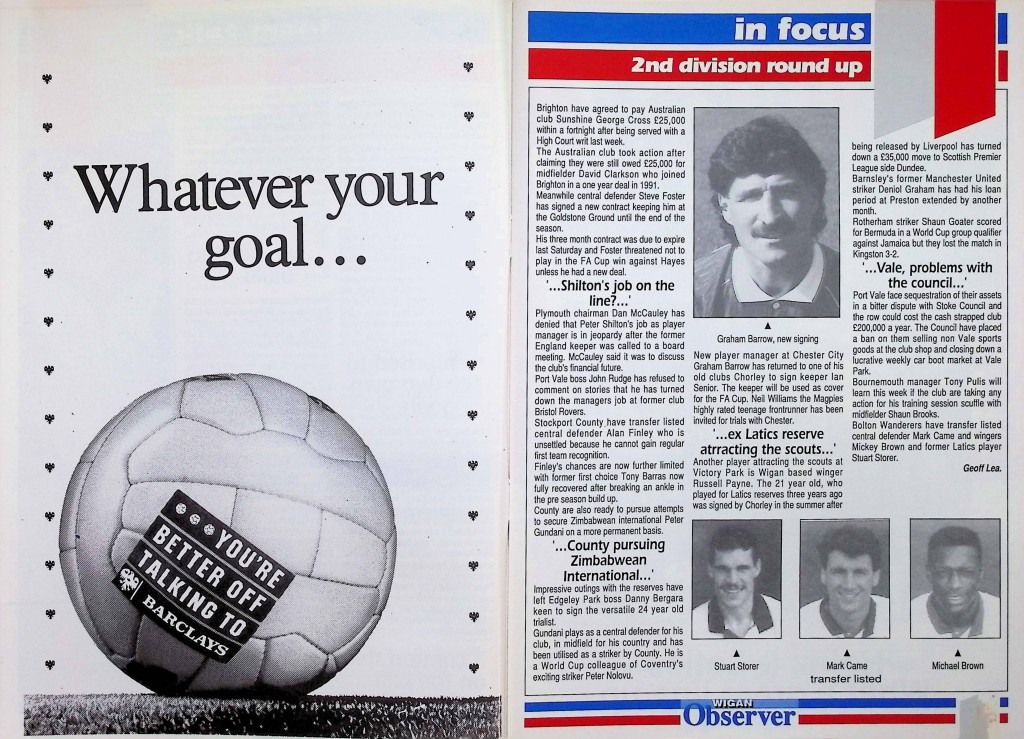 Whatever your
goal...
YOU'RE
BETTER OFF
TALKING TO
BARCLAYS
in focus
2nd division round up
Brighton have agreed to pay Australian
club Sunshine George Cross £25,000
within a fortnight after being served with a
High Court writ last week.
The Australian club took action after
claiming they were still owed £25,000 for
midfielder David Clarkson who joined
Brighton in a one year deal in 1991.
Meanwhile central defender Steve Foster
has signed a new contract keeping him at
the Goldstone Ground until the end of the
season.
His three month contract was due to expire
last Saturday and Foster threatened not to
play in the FA Cup win against Hayes
unless he had a new deal.
'...Shilton's job on the
line?...'
Plymouth chairman Dan McCauley has
denied that Peter Shilton's job as player
manager is in jeopardy after the former
England keeper was called to a board
meeting. McCauley said it was to discuss
the club's financial future.
Port Vale boss John Rudge has refused to
comment on stories that he has turned
down the managers job at former club
Bristol Rovers.
Stockport County have transfer listed
central defender Alan Finley who is
unsettled because he cannot gain regular
first team recognition.
Finley's chances are now further limited
with former first choice Tony Barras now
fully recovered after breaking an ankle in
the pre season build up.
County are also ready to pursue attempts
to secure Zimbabwean international Peter
Gundani on a more permanent basis.
'...County pursuing
Zimbabwean
International...'
Impressive outings with the reserves have
left Edgeley Park boss Danny Bergara
keen to sign the versatile 24 year old
trialist.
Gundani plays as a central defender for his
club, in midfield for his country and has
been utilised as a striker by County. He is
a World Cup colleague of Coventry's
exciting striker Peter Nolovu.
Graham Barrow, new signing
New player manager at Chester City
Graham Barrow has returned to one of his
old clubs Chorley to sign keeper Ian
Senior. The keeper will be used as cover
for the FA Cup. Neil Williams the Magpies
highly rated teenage frontrunner has been
invited for trials with Chester.
'...ex Latics reserve
atrracting the scouts...'
Another player attracting the scouts at
Victory Park is Wigan based winger
Russell Payne. The 21 year old, who
played for Latics reserves three years ago
was signed by Chorley in the summer after
being released by Liverpool has turned
down a £35,000 move to Scottish Premier
League side Dundee.
Barnsley's former Manchester United
striker Deniol Graham has had his loan
period at Preston extended by another
month.
Rotherham striker Shaun Goater scored
for Bermuda in a World Cup group qualifier
against Jamaica but they lost the match in
Kingston 3-2.
'...Vale, problems with
the council...'
Port Vale face sequestration of their assets
in a bitter dispute with Stoke Council and
the row could cost the cash strapped club
£200,000 a year. The Council have placed
a ban on them selling non Vale sports
goods at the club shop and closing down a
lucrative weekly car boot market at Vale
Park.
Bournemouth manager Tony Pulis will
learn this week if the club are taking any
action for his training session scuffle with
midfielder Shaun Brooks.
Bolton Wanderers have transfer listed
central defender Mark Came and wingers
Mickey Brown and former Latics player
Stuart Storer.
Geoff Lea.
Stuart Storer
Mark Came
Michael Brown
transfer listed
WIGAN
Observer